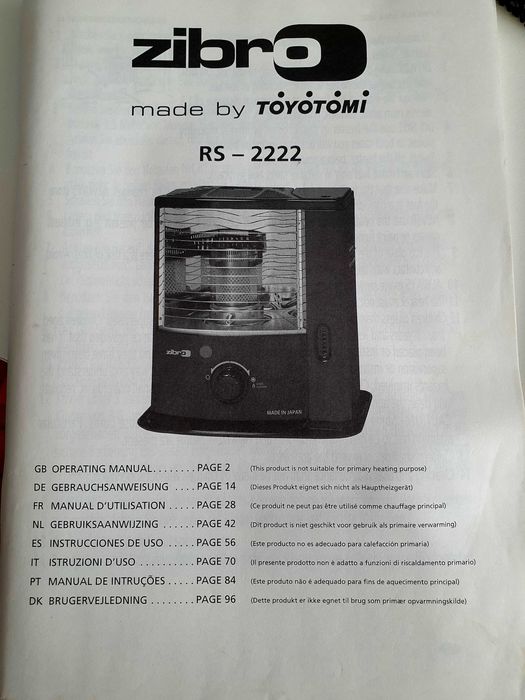 zibro
made by TOYOTOMI
RS – 2222
zibro
MADE IN JAPAN
GB OPERATING MANUAL. . . . . . . . PAGE 2 (This product is not suitable for primary heating purpose)
DE GEBRAUCHSANWEISUNG . . . . PAGE 14 (Dieses Produkt eignet sich nicht als Hauptheizgerät)
FR MANUAL D'UTILISATION . . . . . PAGE 28 (Ce produit ne peut pas être utilisé comme chauffage principal)
NL GEBRUIKSAANWIJZING . . . . . . PAGE 42 (Dit product is niet geschikt voor gebruik als primaire verwarming)
ES INSTRUCCIONES DE USO . . . . . PAGE 56 (Este producto no es adecuado para calefacción primaria)
IT ISTRUZIONI D'USO . . . . . . . . . . PAGE 70 (Il presente prodotto non è adatto a funzioni di riscaldamento primario)
PT MANUAL DE INTRUÇÕES . . . . . PAGE 84 (Este produto não é adequado para fins de aquecimento principal)
DK BRUGERVEJLEDNING . . . . . . . . . PAGE 96 (Dette produkt er ikke egnet til brug som primær opvarmningskilde)